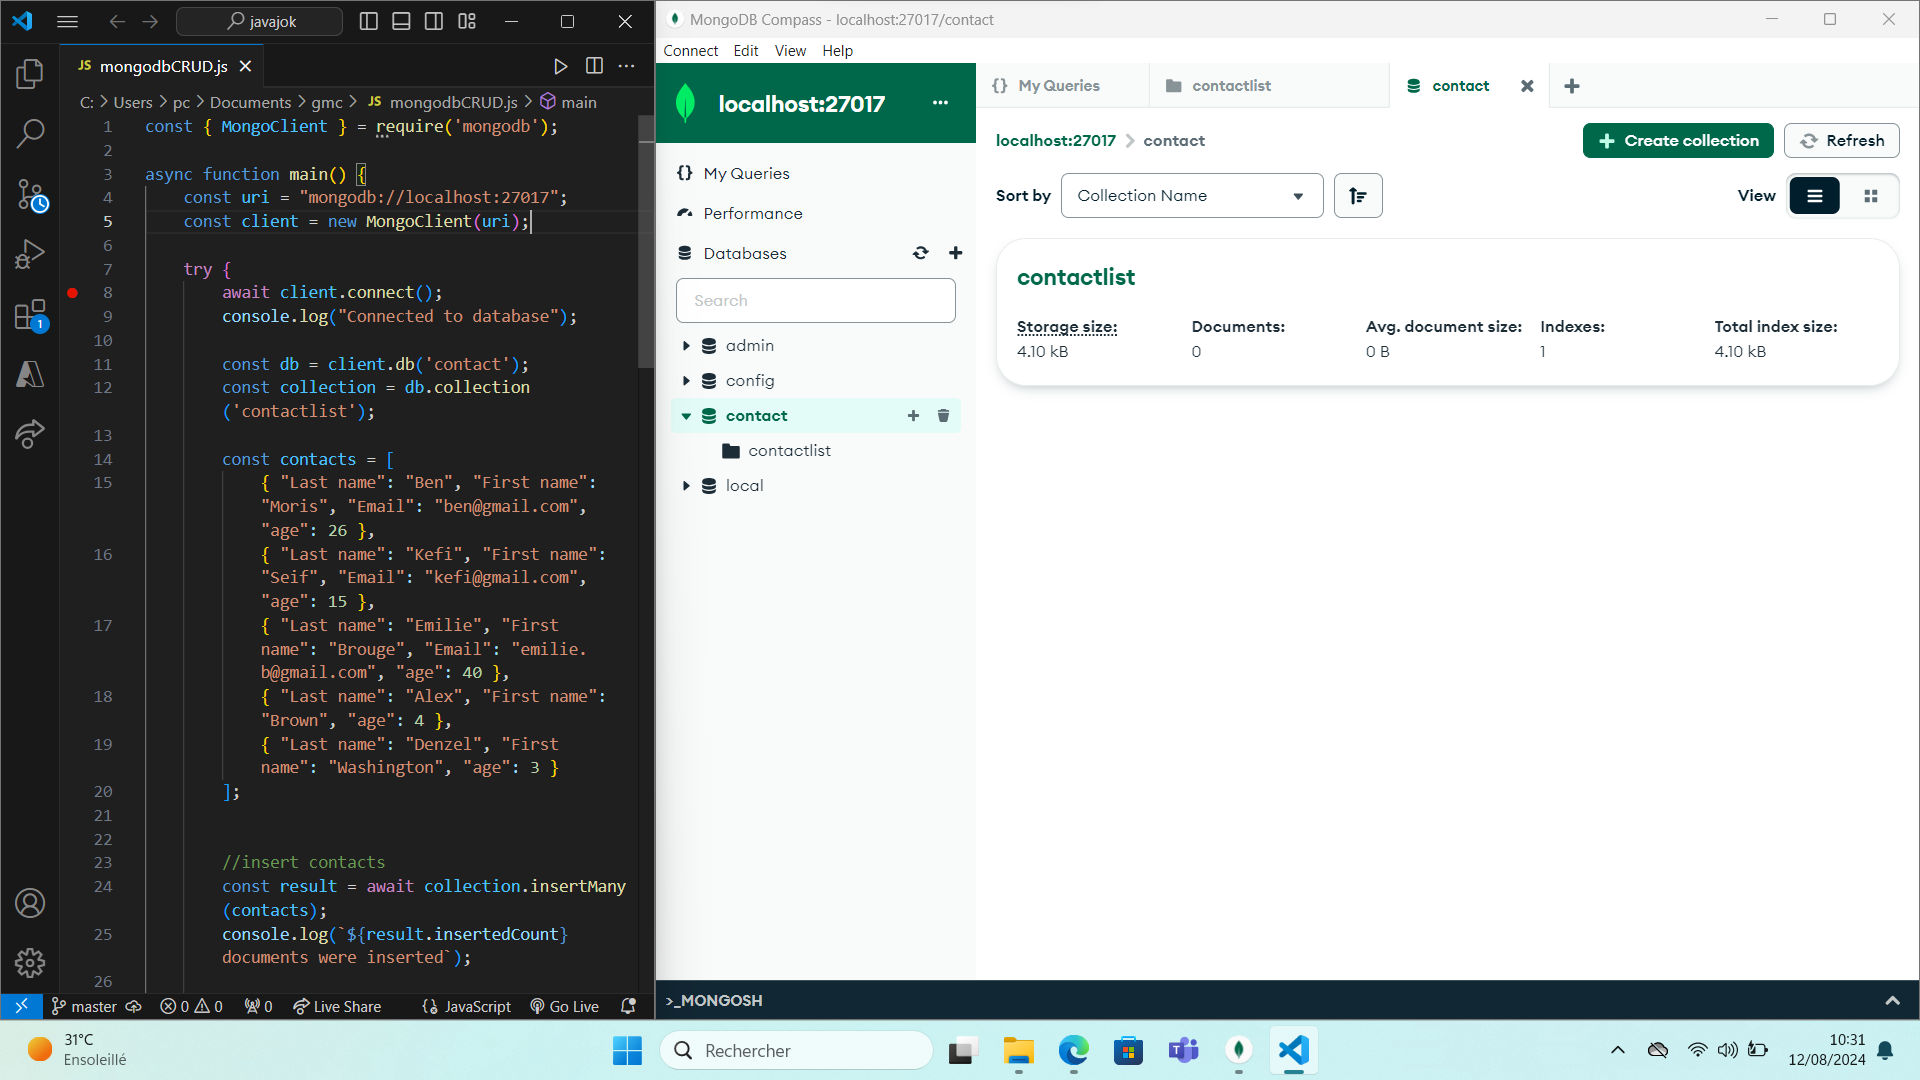 javajok
JS mongodbCRUD.js
C: > Users > pc > Documents > gmc > JS mongodbCRUD.js > main
1 const { MongoClient } = require('mongodb');
2
3 async function main() {
4 const uri = "mongodb://localhost:27017";
5 const client = new MongoClient(uri);
6
7 try {
8 await client.connect();
9 console.log("Connected to database");
10
11 const db = client.db('contact');
12 const collection = db.collection
('contactlist');
13
14 const contacts = [
15 { "Last name": "Ben", "First name":
"Moris", "Email": "ben@gmail.com",
"age": 26 },
16 { "Last name": "Kefi", "First name":
"Seif", "Email": "kefi@gmail.com",
"age": 15 },
17 { "Last name": "Emilie", "First
name": "Brouge", "Email": "emilie.
b@gmail.com", "age": 40 },
18 { "Last name": "Alex", "First name":
"Brown", "age": 4 },
19 { "Last name": "Denzel", "First
name": "Washington", "age": 3 }
20 ];
21
22
23 //insert contacts
24 const result = await collection.insertMany
(contacts);
25 console.log(`${result.insertedCount}
documents were inserted`);
26
1
master 0 0 0 Live Share JavaScript Go Live
MongoDB Compass - localhost:27017/contact
Connect Edit View Help
localhost:27017 ...
My Queries
Performance
Databases
Search
admin
config
contact
contactlist
local
My Queries contactlist contact
localhost:27017 > contact
Create collection Refresh
Sort by Collection Name View
contactlist
Storage size: Documents: Avg. document size: Indexes: Total index size:
4.10 kB 0 0 B 1 4.10 kB
>_MONGOSH
31°C
Ensoleillé
Rechercher
10:31
12/08/2024